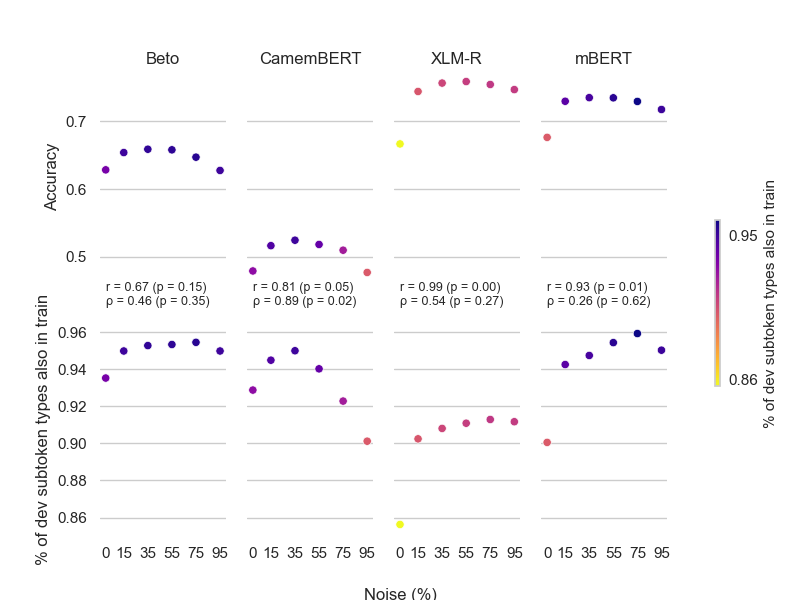 Beto
CamemBERT
XLM-R
mBERT
Accuracy
0.7
0.6
0.5
r = 0.67 (p = 0.15)
ρ = 0.46 (p = 0.35)
r = 0.81 (p = 0.05)
ρ = 0.89 (p = 0.02)
r = 0.99 (p = 0.00)
ρ = 0.54 (p = 0.27)
r = 0.93 (p = 0.01)
ρ = 0.26 (p = 0.62)
% of dev subtoken types also in train
0.96
0.94
0.92
0.90
0.88
0.86
0 15 35 55 75 95
0 15 35 55 75 95
0 15 35 55 75 95
0 15 35 55 75 95
Noise (%)
0.95
0.86
% of dev subtoken types also in train